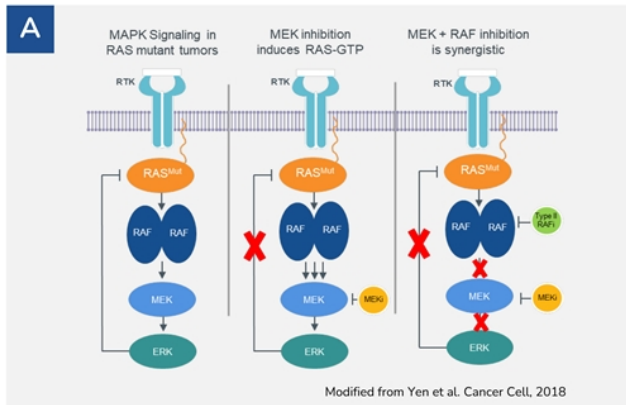 A
MAPK Signaling in
RAS mutant tumors
RTK
RASMut
RAF
RAF
MEK
ERK
MEK inhibition
induces RAS-GTP
RTK
RASMut
RAF
RAF
MEK
MEKi
ERK
MEK + RAF inhibition
is synergistic
RTK
RASMut
RAF
RAF
Type II
RAFi
MEK
MEKi
ERK
Modified from Yen et al. Cancer Cell, 2018